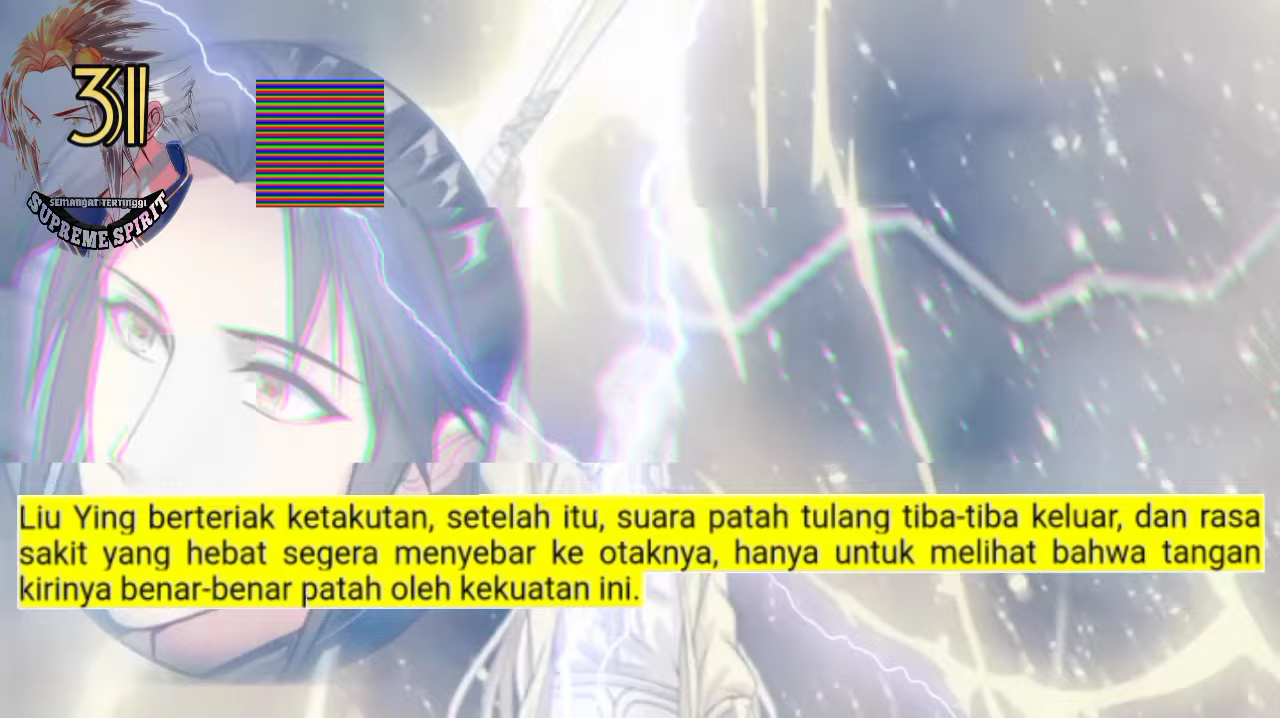 31
SEMANGAT TERTINGGI
SUPREME SPIRIT
Liu Ying berteriak ketakutan, setelah itu, suara patah tulang tiba-tiba keluar, dan rasa
sakit yang hebat segera menyebar ke otaknya, hanya untuk melihat bahwa tangan
kirinya benar-benar patah oleh kekuatan ini.